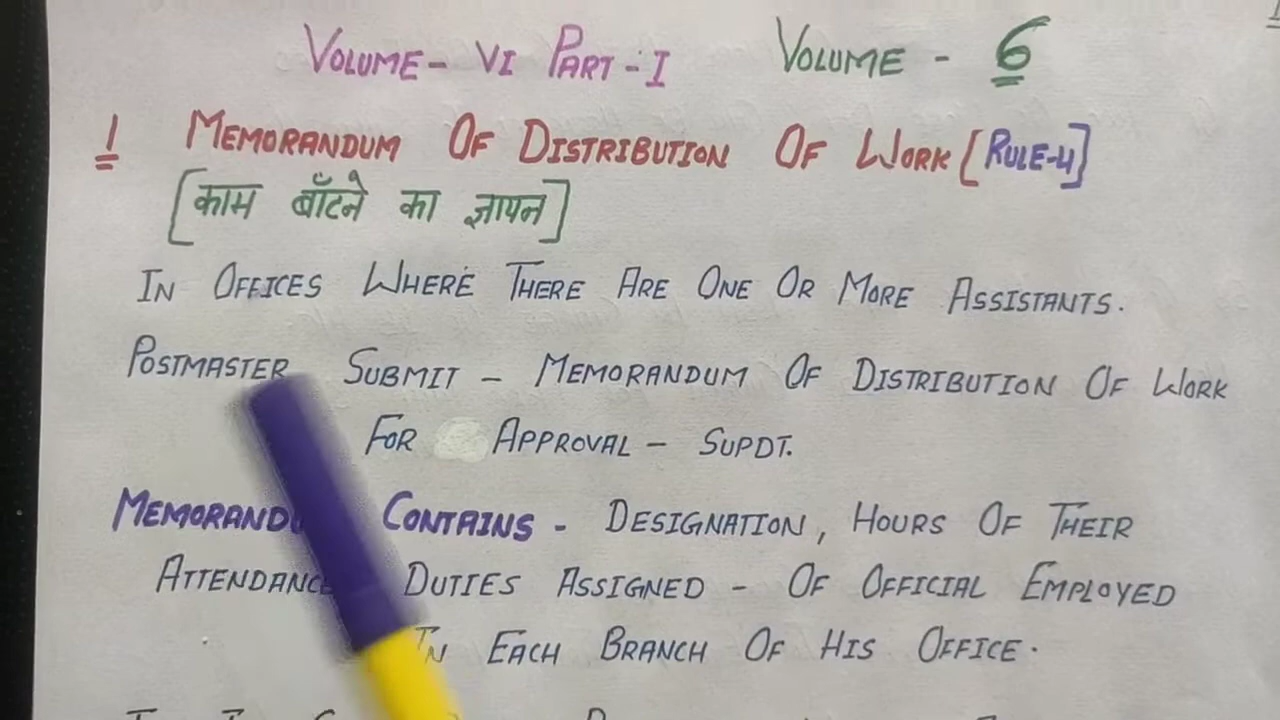 VOLUME- VI PART-I VOLUME - 6
1 MEMORANDUM OF DISTRIBUTION OF WORK [RULE-4]
[काम बाँटने का ज्ञापन]
IN OFFICES WHERE THERE ARE ONE OR MORE ASSISTANTS.
POSTMASTER SUBMIT - MEMORANDUM OF DISTRIBUTION OF WORK
FOR APPROVAL - SUPDT.
CONTAINS - DESIGNATION, HOURS OF THEIR
ATTENDANCE DUTIES ASSIGNED - OF OFFICIAL EMPLOYED
IN EACH BRANCH OF HIS OFFICE.